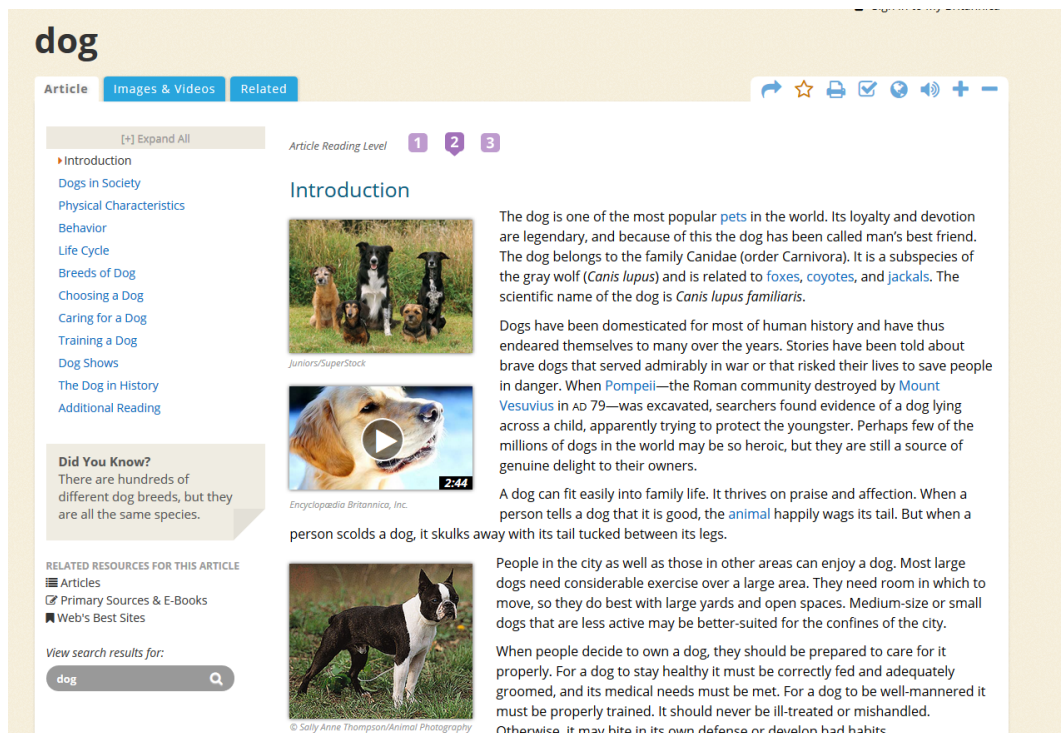 Sign in to My Britannica
dog
Article
Images & Videos
Related
[+] Expand All
Introduction
Dogs in Society
Physical Characteristics
Behavior
Life Cycle
Breeds of Dog
Choosing a Dog
Caring for a Dog
Training a Dog
Dog Shows
The Dog in History
Additional Reading
Did You Know?
There are hundreds of
different dog breeds, but they
are all the same species.
RELATED RESOURCES FOR THIS ARTICLE
Articles
Primary Sources & E-Books
Web's Best Sites
View search results for:
dog
Article Reading Level 1 2 3
Introduction
Juniors/SuperStock
2:44
Encyclopædia Britannica, Inc.
The dog is one of the most popular pets in the world. Its loyalty and devotion
are legendary, and because of this the dog has been called man's best friend.
The dog belongs to the family Canidae (order Carnivora). It is a subspecies of
the gray wolf (Canis lupus) and is related to foxes, coyotes, and jackals. The
scientific name of the dog is Canis lupus familiaris.
Dogs have been domesticated for most of human history and have thus
endeared themselves to many over the years. Stories have been told about
brave dogs that served admirably in war or that risked their lives to save people
in danger. When Pompeii—the Roman community destroyed by Mount
Vesuvius in AD 79—was excavated, searchers found evidence of a dog lying
across a child, apparently trying to protect the youngster. Perhaps few of the
millions of dogs in the world may be so heroic, but they are still a source of
genuine delight to their owners.
A dog can fit easily into family life. It thrives on praise and affection. When a
person tells a dog that it is good, the animal happily wags its tail. But when a
person scolds a dog, it skulks away with its tail tucked between its legs.
© Sally Anne Thompson/Animal Photography
People in the city as well as those in other areas can enjoy a dog. Most large
dogs need considerable exercise over a large area. They need room in which to
move, so they do best with large yards and open spaces. Medium-size or small
dogs that are less active may be better-suited for the confines of the city.
When people decide to own a dog, they should be prepared to care for it
properly. For a dog to stay healthy it must be correctly fed and adequately
groomed, and its medical needs must be met. For a dog to be well-mannered it
must be properly trained. It should never be ill-treated or mishandled.
Otherwise, it may bite in its own defense or develop bad habits.